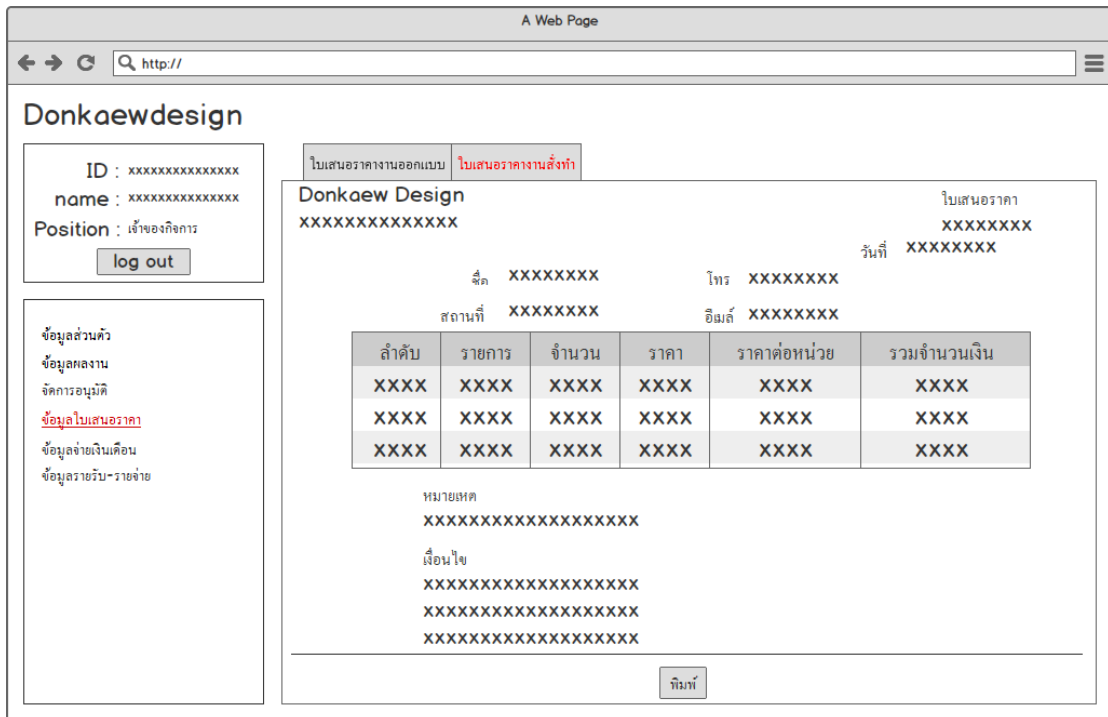 A Web Page
http://
Donkaewdesign
ID : xxxxxxxxxxxxxxx
name : xxxxxxxxxxxxxxx
Position : เจ้าของกิจการ
log out
ข้อมูลส่วนตัว
ข้อมูลผลงาน
จัดการอนุมัติ
ข้อมูลใบเสนอราคา
ข้อมูลจ่ายเงินเดือน
ข้อมูลรายรับ-รายจ่าย
ใบเสนอราคางานออกแบบ ใบเสนอราคางานสั่งทำ
Donkaew Design ใบเสนอราคา
XXXXXXXXXXXXXX XXXXXXXX
วันที่ XXXXXXXX
ชื่อ XXXXXXXX โทร XXXXXXXX
สถานที่ XXXXXXXX อีเมล์ XXXXXXXX
ลำดับ รายการ จำนวน ราคา ราคาต่อหน่วย รวมจำนวนเงิน
XXXX XXXX XXXX XXXX XXXX XXXX
XXXX XXXX XXXX XXXX XXXX XXXX
XXXX XXXX XXXX XXXX XXXX XXXX
หมายเหต
XXXXXXXXXXXXXXXXXXX
เงื่อนไข
XXXXXXXXXXXXXXXXXXX
XXXXXXXXXXXXXXXXXXX
XXXXXXXXXXXXXXXXXXX
พิมพ์